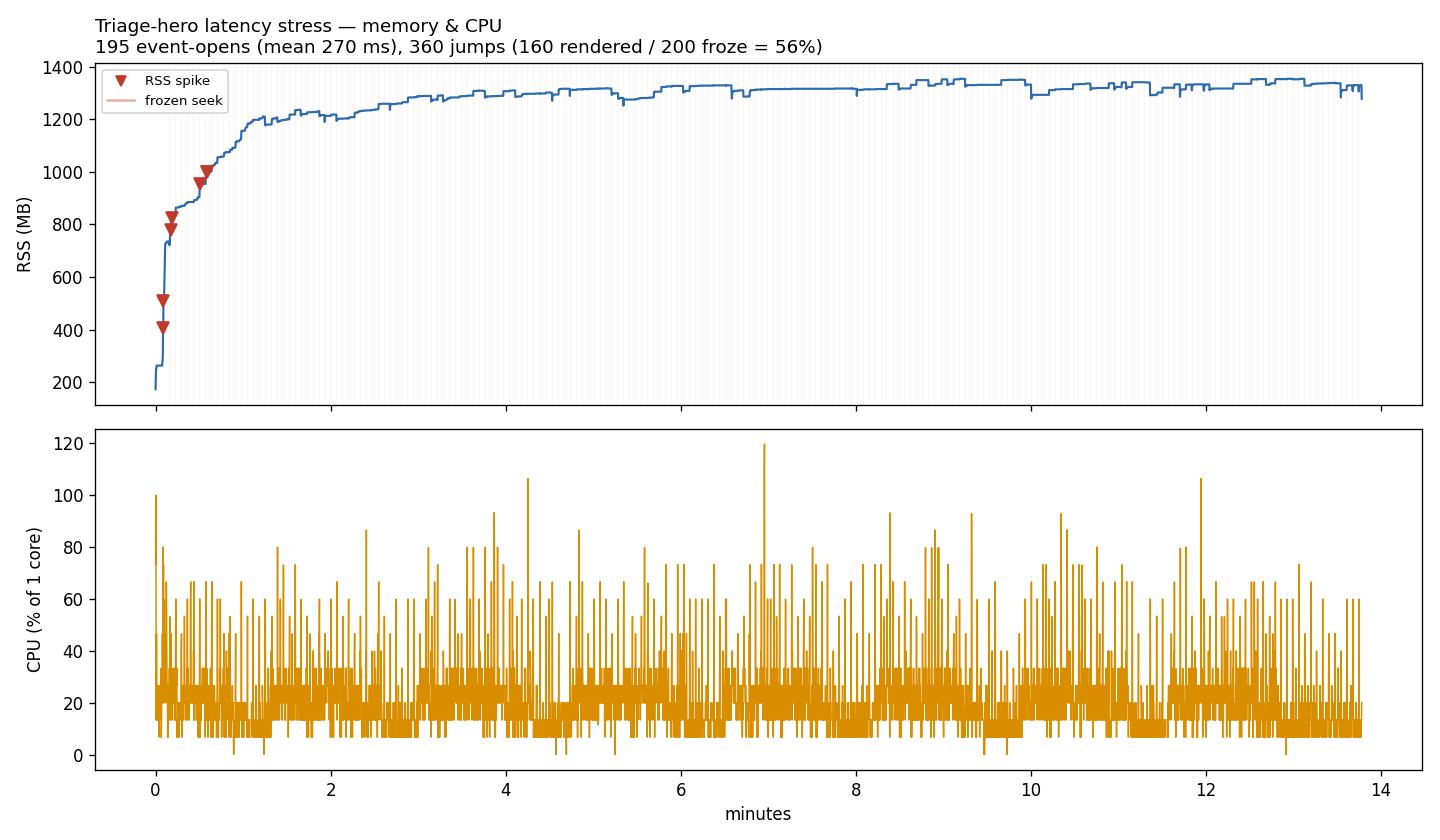 Triage-hero latency stress — memory & CPU
195 event-opens (mean 270 ms), 360 jumps (160 rendered / 200 froze = 56%)
RSS spike
frozen seek
RSS (MB)
1400
1200
1000
800
600
400
200
CPU (% of 1 core)
120
100
80
60
40
20
0
0 2 4 6 8 10 12 14
minutes